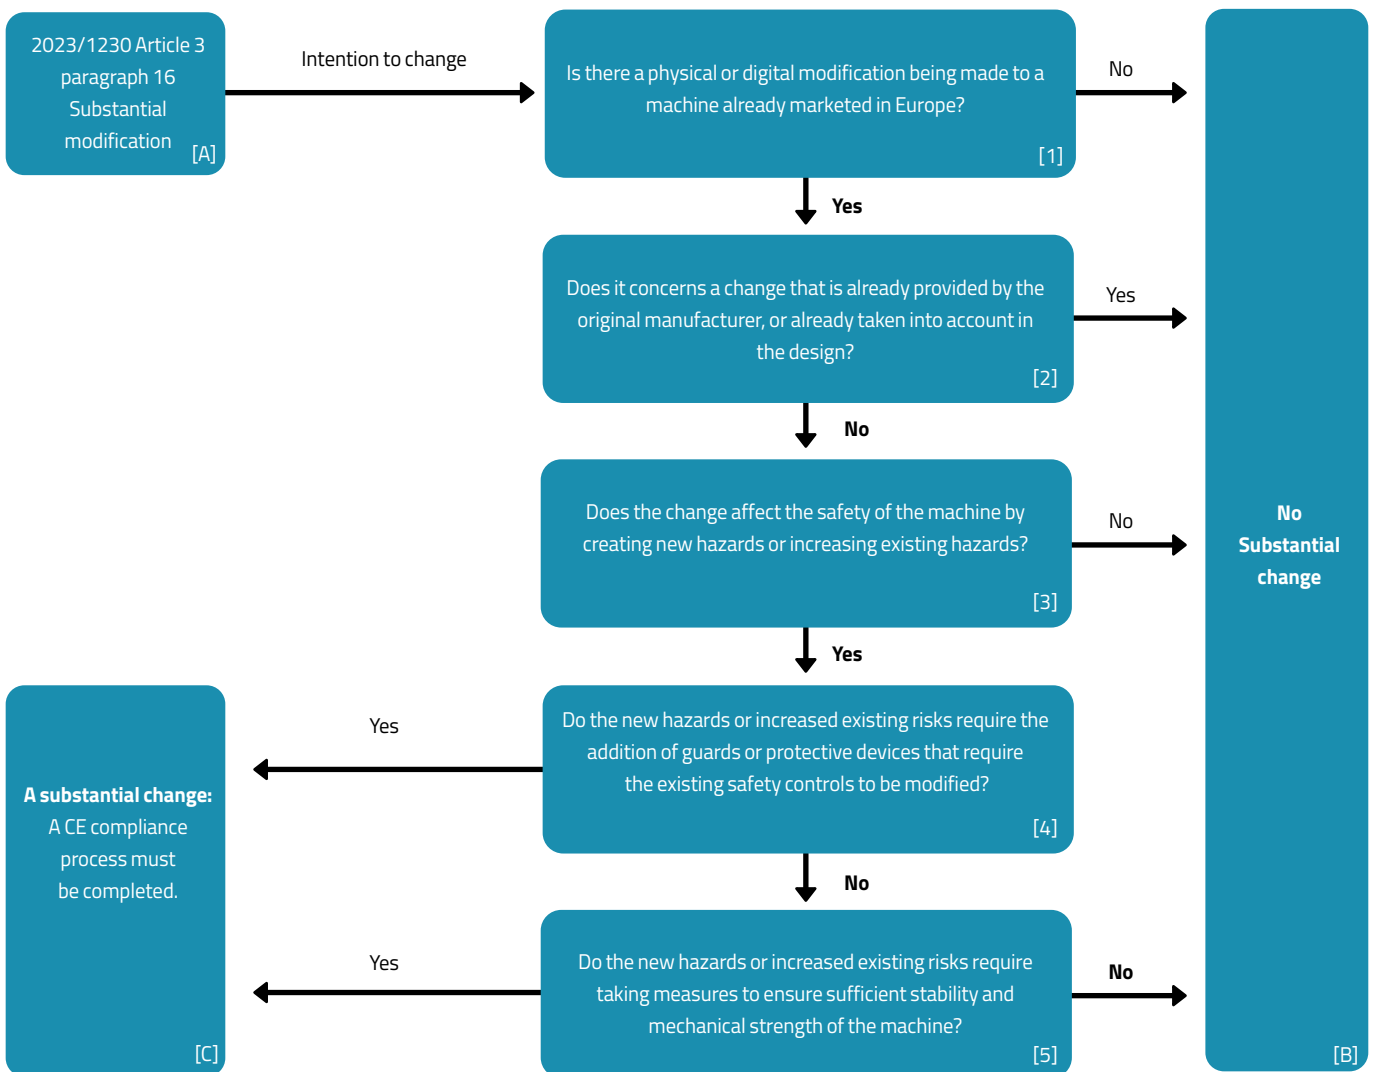 2023/1230 Article 3
paragraph 16
Substantial
modification
[A]
Intention to change
Is there a physical or digital modification being made to a
machine already marketed in Europe?
[1]
No
Yes
Does it concerns a change that is already provided by the
original manufacturer, or already taken into account in
the design?
[2]
Yes
No
Does the change affect the safety of the machine by
creating new hazards or increasing existing hazards?
[3]
No
Yes
Do the new hazards or increased existing risks require the
addition of guards or protective devices that require
the existing safety controls to be modified?
[4]
Yes
No
Do the new hazards or increased existing risks require
taking measures to ensure sufficient stability and
mechanical strength of the machine?
[5]
Yes
No
A substantial change:
A CE compliance
process must
be completed.
[C]
No
Substantial
change
[B]